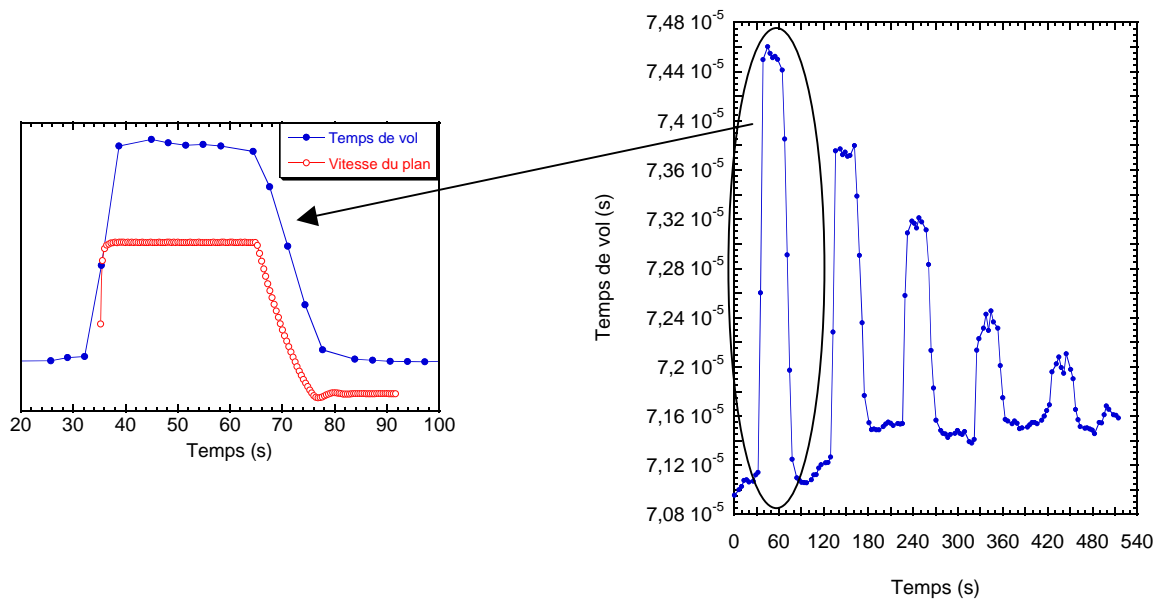 Temps de vol
Vitesse du plan
20 30 40 50 60 70 80 90 100
Temps (s)
7,48 10⁻⁵
7,44 10⁻⁵
7,4 10⁻⁵
7,36 10⁻⁵
7,32 10⁻⁵
7,28 10⁻⁵
7,24 10⁻⁵
7,2 10⁻⁵
7,16 10⁻⁵
7,12 10⁻⁵
7,08 10⁻⁵
Temps de vol (s)
0 60 120 180 240 300 360 420 480 540
Temps (s)